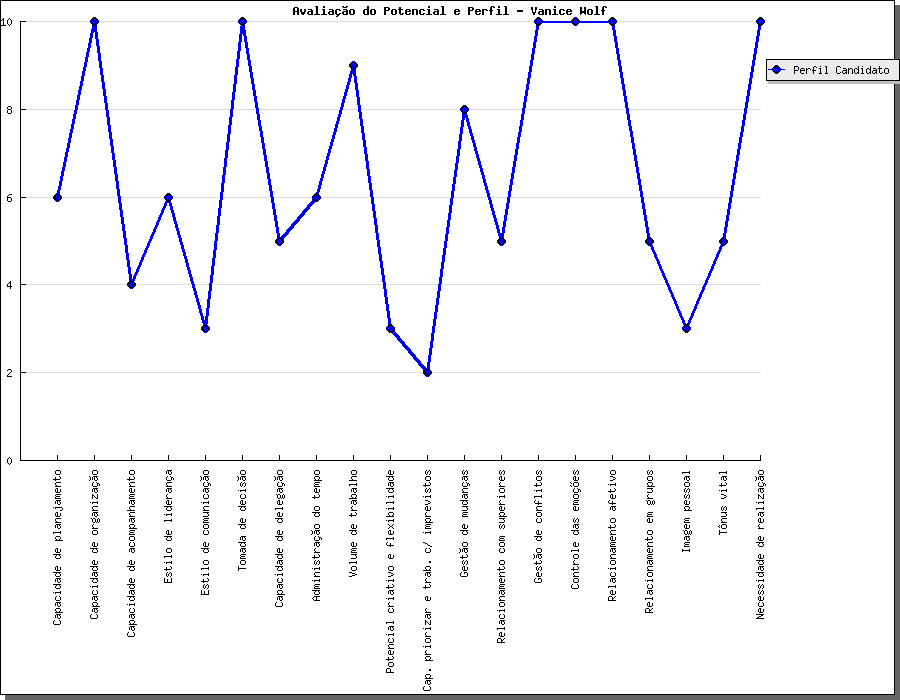 Avaliação do Potencial e Perfil - Vanice Wolf
10
8
6
4
2
0
Perfil Candidato
Capacidade de planejamento
Capacidade de organização
Capacidade de acompanhamento
Estilo de liderança
Estilo de comunicação
Tomada de decisão
Capacidade de delegação
Administração do tempo
Volume de trabalho
Potencial criativo e flexibilidade
Cap. priorizar e trab. c/ imprevistos
Gestão de mudanças
Relacionamento com superiores
Gestão de conflitos
Controle das emoções
Relacionamento afetivo
Relacionamento em grupos
Imagem pessoal
Tônus vital
Necessidade de realização